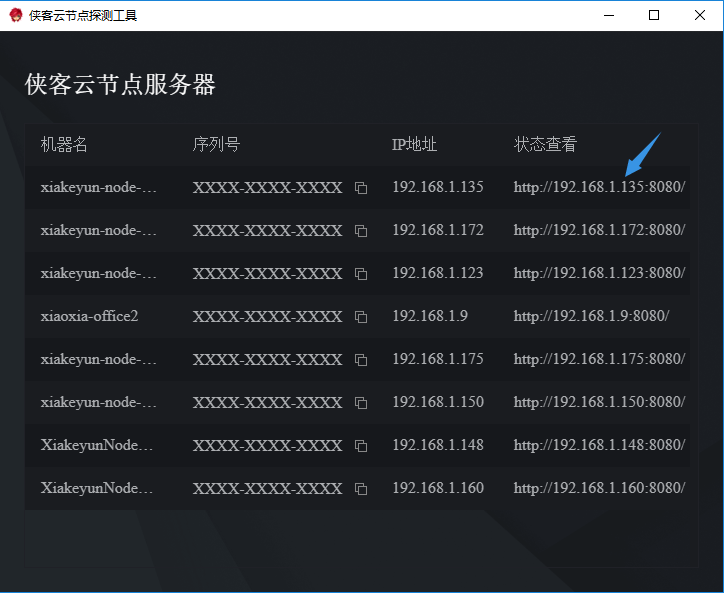 侠客云节点探测工具
侠客云节点服务器
机器名 序列号 IP地址 状态查看
xiakeyun-node-... XXXX-XXXX-XXXX 192.168.1.135 http://192.168.1.135:8080/
xiakeyun-node-... XXXX-XXXX-XXXX 192.168.1.172 http://192.168.1.172:8080/
xiakeyun-node-... XXXX-XXXX-XXXX 192.168.1.123 http://192.168.1.123:8080/
xiaoxia-office2 XXXX-XXXX-XXXX 192.168.1.9 http://192.168.1.9:8080/
xiakeyun-node-... XXXX-XXXX-XXXX 192.168.1.175 http://192.168.1.175:8080/
xiakeyun-node-... XXXX-XXXX-XXXX 192.168.1.150 http://192.168.1.150:8080/
XiakeyunNode... XXXX-XXXX-XXXX 192.168.1.148 http://192.168.1.148:8080/
XiakeyunNode... XXXX-XXXX-XXXX 192.168.1.160 http://192.168.1.160:8080/